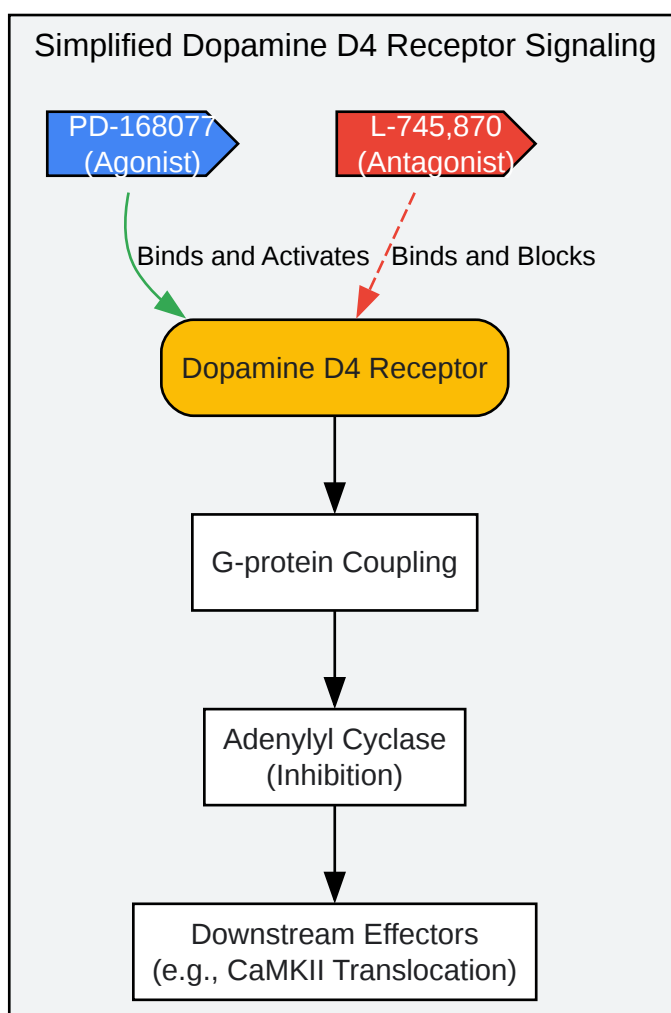 Simplified Dopamine D4 Receptor Signaling
PD-168077
(Agonist)
L-745,870
(Antagonist)
Binds and Activates
Binds and Blocks
Dopamine D4 Receptor
G-protein Coupling
Adenylyl Cyclase
(Inhibition)
Downstream Effectors
(e.g., CaMKII Translocation)